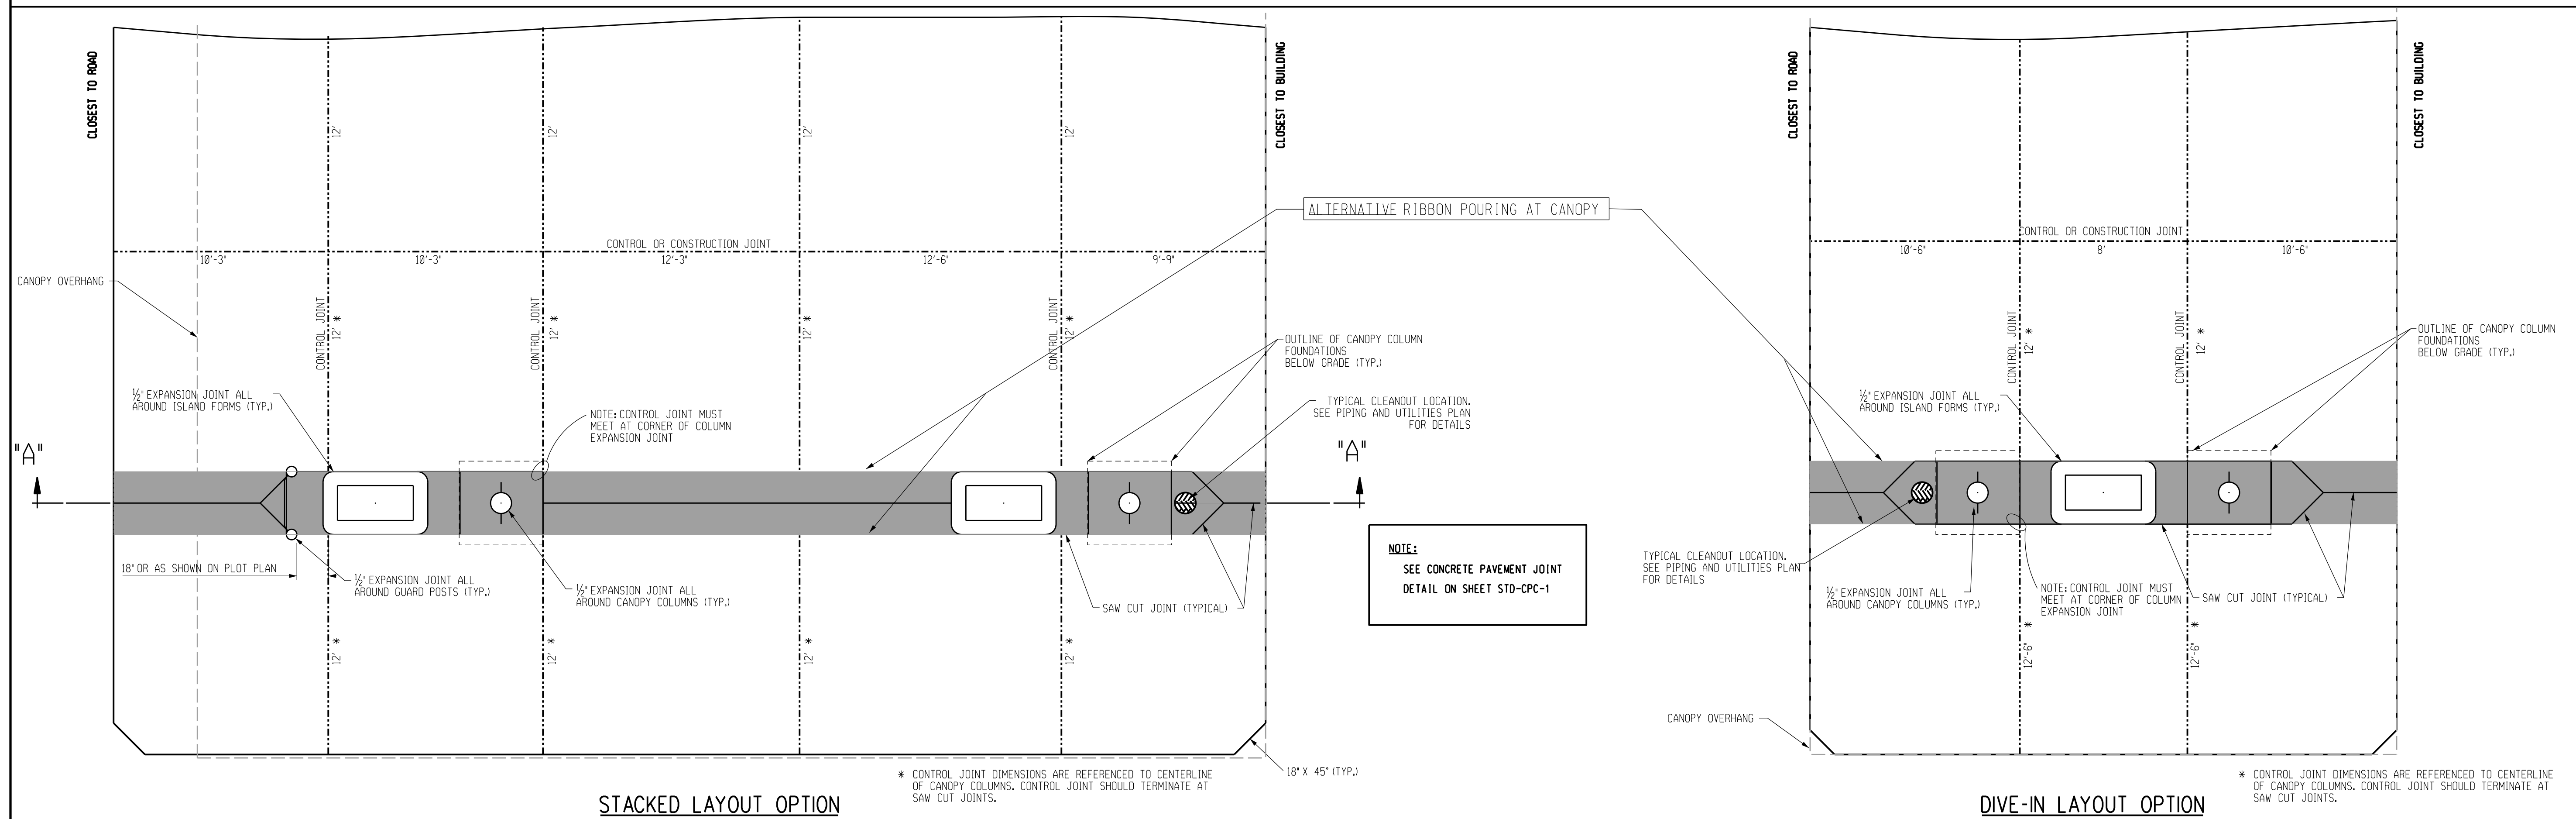 CLOSEST TO ROAD
12'
12'
12'
12'
CLOSEST TO BUILDING
CONTROL OR CONSTRUCTION JOINT
10'-3"
10'-3"
12'-3"
12'-6"
9'-9"
CANOPY OVERHANG
CONTROL JOINT
12' *
CONTROL JOINT
12' *
12' *
CONTROL JOINT
12' *
ALTERNATIVE RIBBON POURING AT CANOPY
OUTLINE OF CANOPY COLUMN
FOUNDATIONS
BELOW GRADE (TYP.)
½" EXPANSION JOINT ALL
AROUND ISLAND FORMS (TYP.)
NOTE: CONTROL JOINT MUST
MEET AT CORNER OF COLUMN
EXPANSION JOINT
TYPICAL CLEANOUT LOCATION.
SEE PIPING AND UTILITIES PLAN
FOR DETAILS
"A"
"A"
18" OR AS SHOWN ON PLOT PLAN
½" EXPANSION JOINT ALL
AROUND GUARD POSTS (TYP.)
½" EXPANSION JOINT ALL
AROUND CANOPY COLUMNS (TYP.)
SAW CUT JOINT (TYPICAL)
12' *
12' *
12' *
12' *
18" X 45° (TYP.)
* CONTROL JOINT DIMENSIONS ARE REFERENCED TO CENTERLINE
OF CANOPY COLUMNS. CONTROL JOINT SHOULD TERMINATE AT
SAW CUT JOINTS.
STACKED LAYOUT OPTION
NOTE:
SEE CONCRETE PAVEMENT JOINT
DETAIL ON SHEET STD-CPC-1
CLOSEST TO ROAD
CLOSEST TO BUILDING
CONTROL OR CONSTRUCTION JOINT
10'-6"
8'
10'-6"
CONTROL JOINT
12' *
CONTROL JOINT
12' *
OUTLINE OF CANOPY COLUMN
FOUNDATIONS
BELOW GRADE (TYP.)
½" EXPANSION JOINT ALL
AROUND ISLAND FORMS (TYP.)
TYPICAL CLEANOUT LOCATION.
SEE PIPING AND UTILITIES PLAN
FOR DETAILS
½" EXPANSION JOINT ALL
AROUND CANOPY COLUMNS (TYP.)
NOTE: CONTROL JOINT MUST
MEET AT CORNER OF COLUMN
EXPANSION JOINT
SAW CUT JOINT (TYPICAL)
12'-6" *
12'-6" *
CANOPY OVERHANG
* CONTROL JOINT DIMENSIONS ARE REFERENCED TO CENTERLINE
OF CANOPY COLUMNS. CONTROL JOINT SHOULD TERMINATE AT
SAW CUT JOINTS.
DIVE-IN LAYOUT OPTION